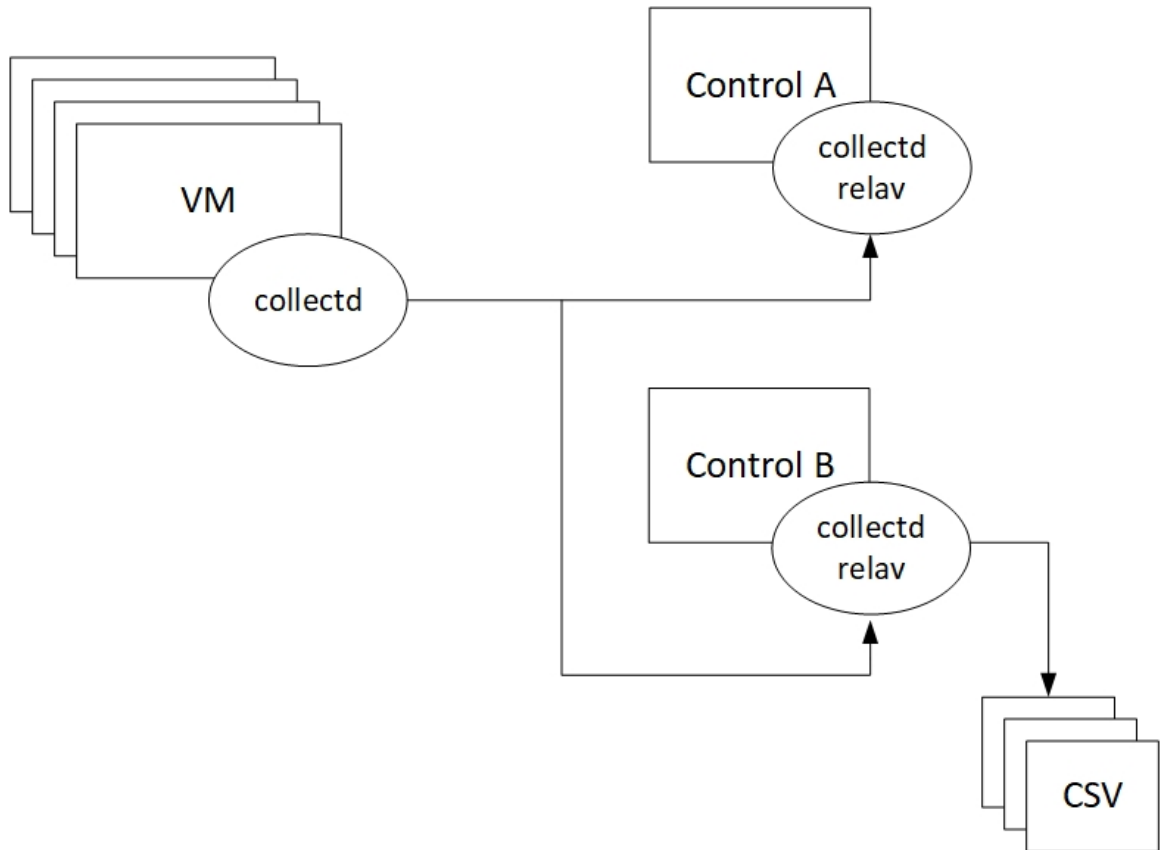 Control A
collectd
relav
VM
collectd
Control B
collectd
relav
CSV